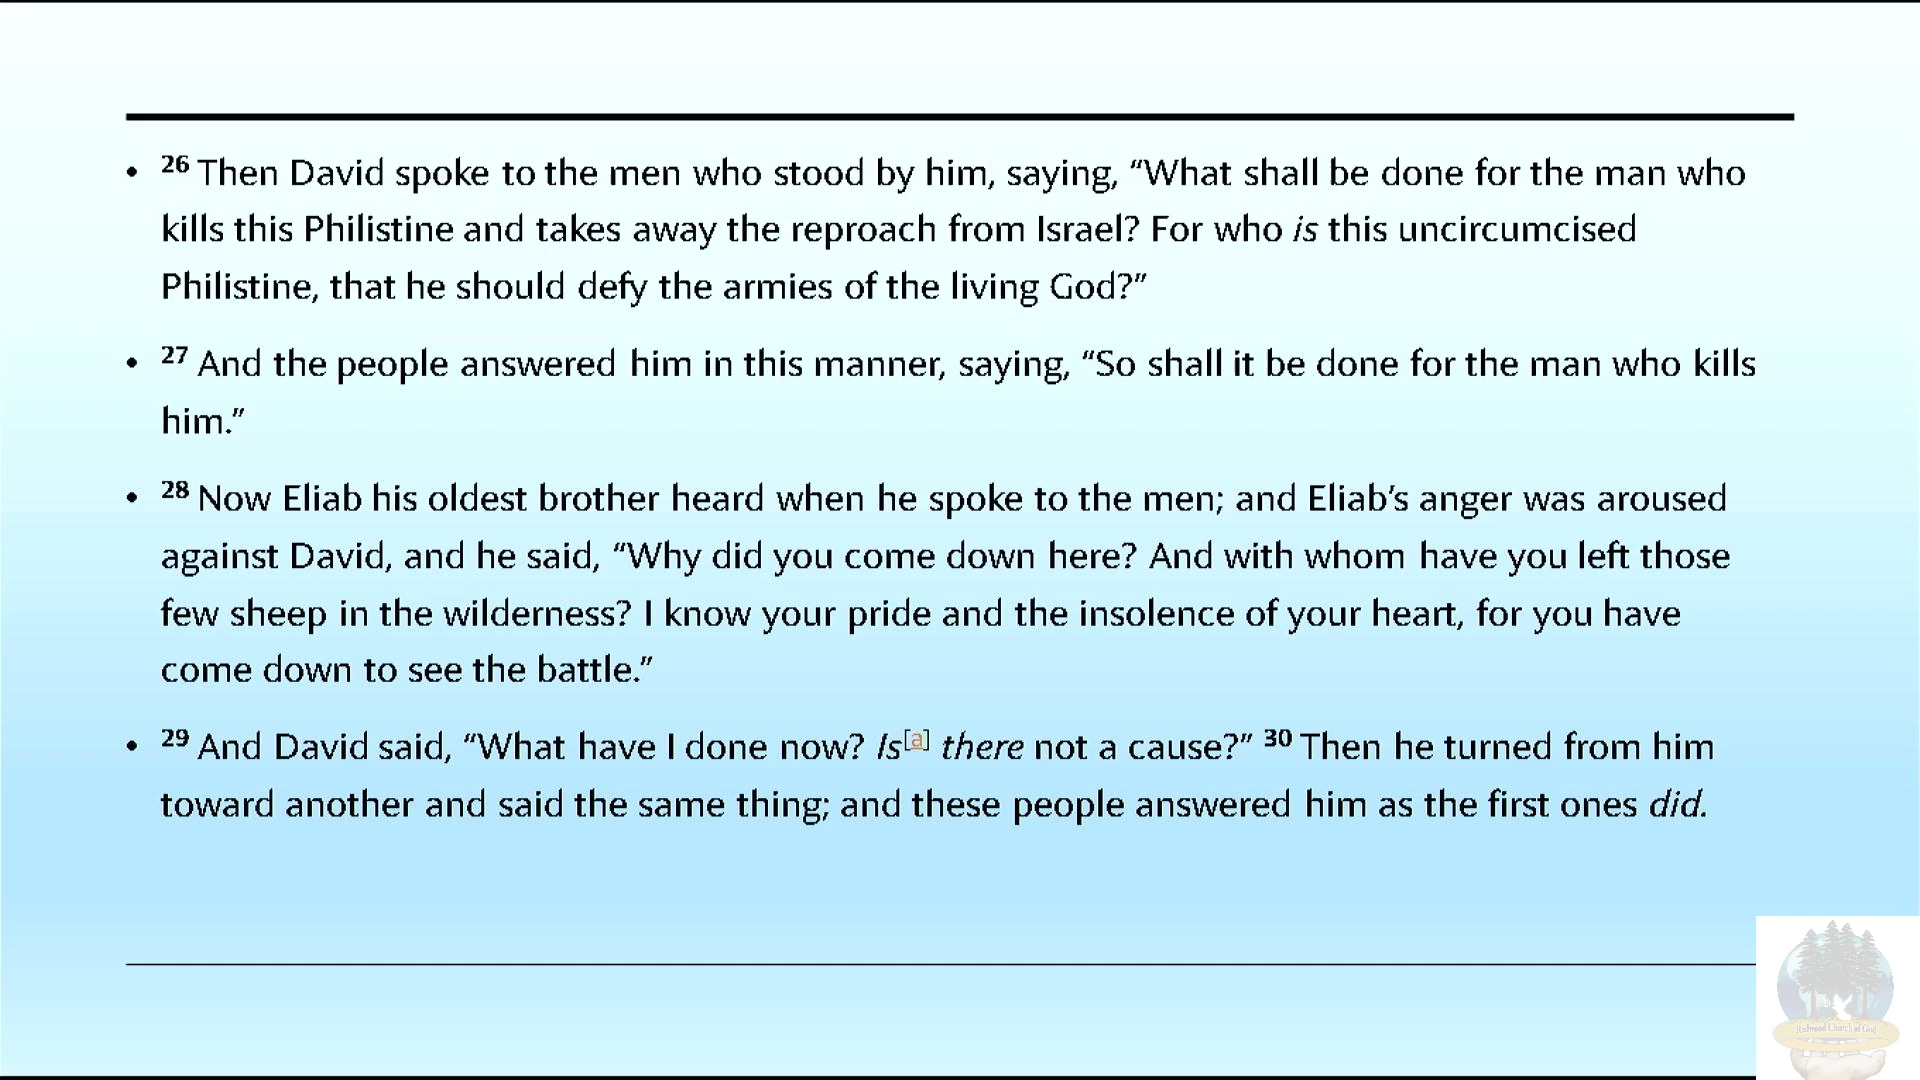 • 26 Then David spoke to the men who stood by him, saying, “What shall be done for the man who
kills this Philistine and takes away the reproach from Israel? For who is this uncircumcised
Philistine, that he should defy the armies of the living God?”
• 27 And the people answered him in this manner, saying, “So shall it be done for the man who kills
him.”
• 28 Now Eliab his oldest brother heard when he spoke to the men; and Eliab’s anger was aroused
against David, and he said, “Why did you come down here? And with whom have you left those
few sheep in the wilderness? I know your pride and the insolence of your heart, for you have
come down to see the battle.”
• 29 And David said, “What have I done now? Is[a] there not a cause?” 30 Then he turned from him
toward another and said the same thing; and these people answered him as the first ones did.
Redwood Church of God